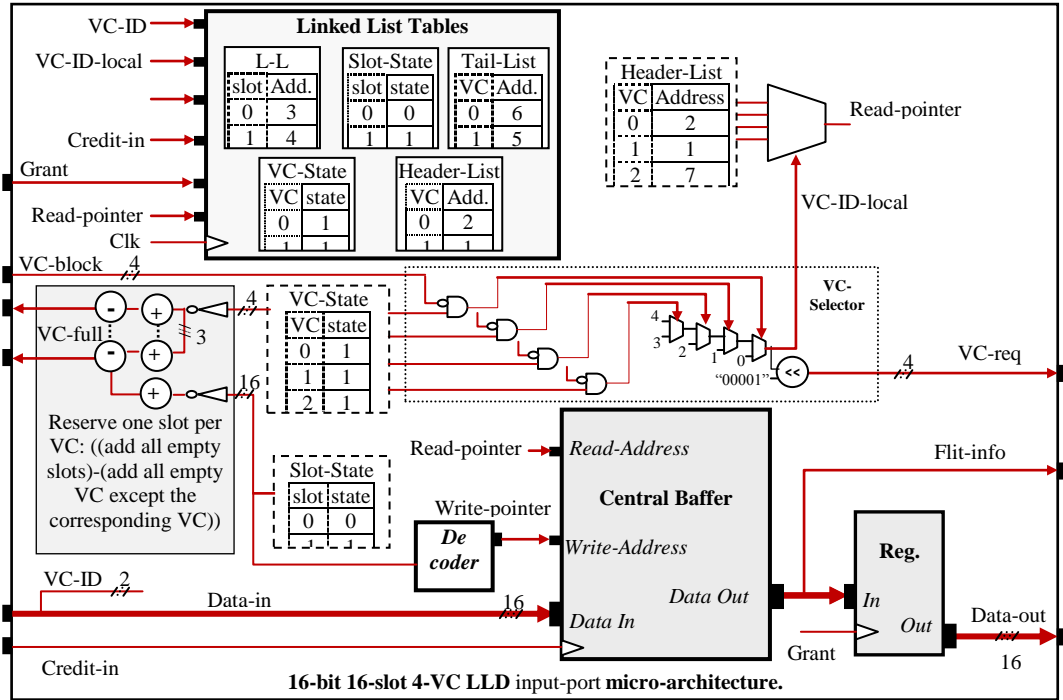 VC-ID
VC-ID-local
Credit-in
Grant
Read-pointer
Clk
Linked List Tables
L-L
slot Add.
0 3
1 4
Slot-State
slot state
0 0
1 1
Tail-List
VC Add.
0 6
1 5
VC-State
VC state
0 1
1 1
Header-List
VC Add.
0 2
1 1
Header-List
VC Address
0 2
1 1
2 7
Read-pointer
VC-ID-local
VC-block
4
VC-full
-
+
3
-
+
+
4
16
Reserve one slot per
VC: ((add all empty
slots)-(add all empty
VC except the
corresponding VC))
VC-State
VC state
0 1
1 1
2 1
VC-
Selector
4
3
2
1
0
“00001”
<<
4
VC-req
Slot-State
slot state
0 0
1 1
Read-pointer
Write-pointer
De
coder
Read-Address
Central Baffer
Write-Address
Data Out
Data In
Flit-info
Reg.
In
Out
Grant
Data-out
16
VC-ID
2
Data-in
16
Credit-in
16-bit 16-slot 4-VC LLD input-port micro-architecture.